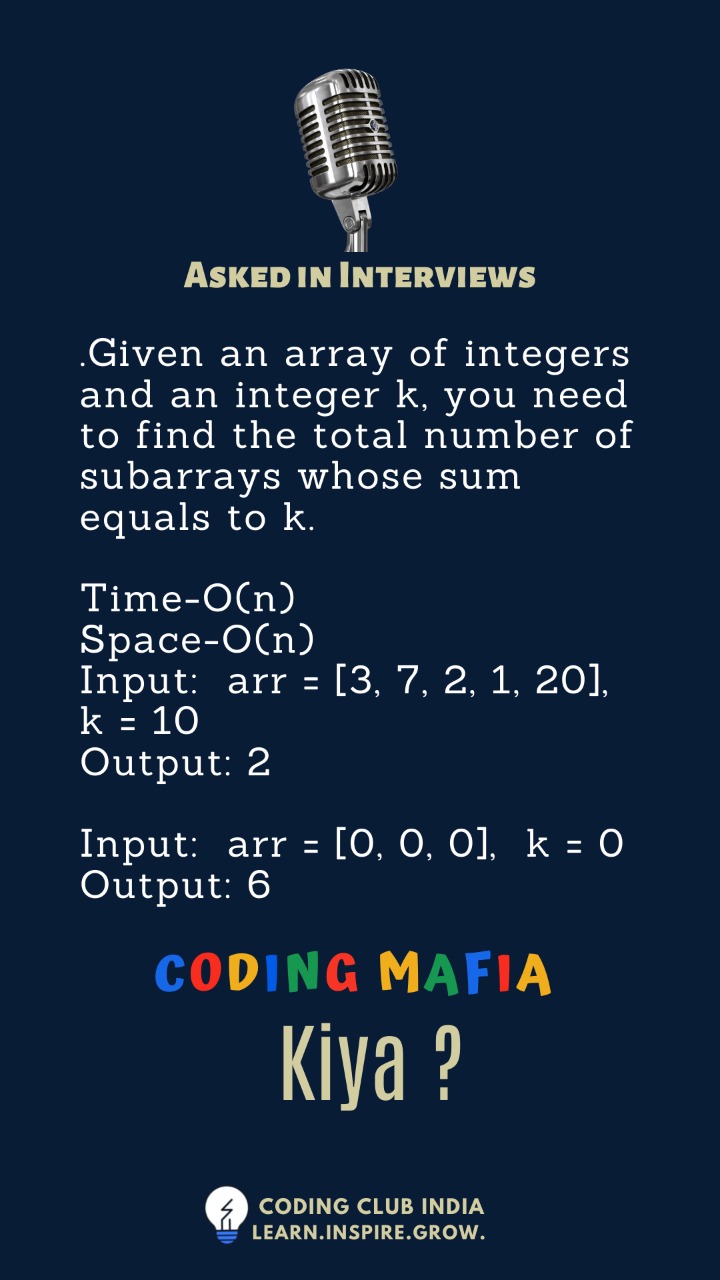 Asked in Interviews
.Given an array of integers
and an integer k, you need
to find the total number of
subarrays whose sum
equals to k.
Time-O(n)
Space-O(n)
Input:  arr = [3, 7, 2, 1, 20],
k = 10
Output: 2
Input:  arr = [0, 0, 0],  k = 0
Output: 6
CODING MAFIA
Kiya ?
CODING CLUB INDIA
LEARN.INSPIRE.GROW.